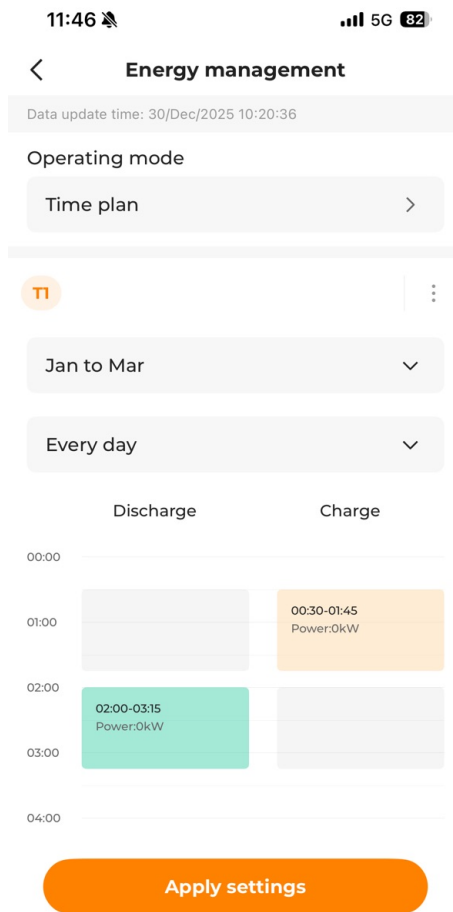 11:46
5G 82
Energy management
Data update time: 30/Dec/2025 10:20:36
Operating mode
Time plan
T1
Jan to Mar
Every day
Discharge Charge
00:00
00:30-01:45
01:00
Power:0kW
02:00
02:00-03:15
Power:0kW
03:00
04:00
Apply settings